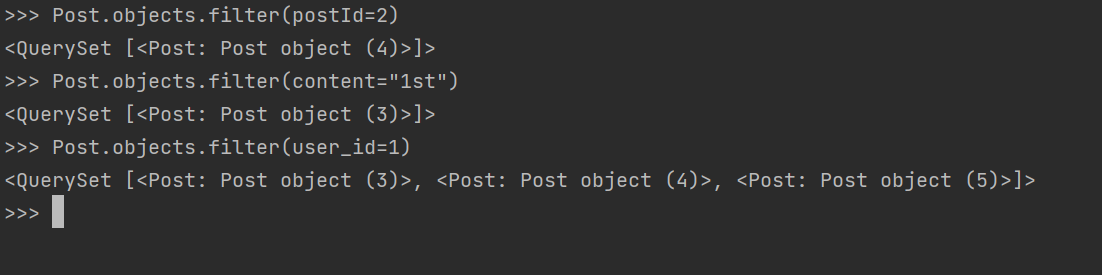 >>> Post.objects.filter(postId=2)
<QuerySet [<Post: Post object (4)>]>
>>> Post.objects.filter(content="1st")
<QuerySet [<Post: Post object (3)>]>
>>> Post.objects.filter(user_id=1)
<QuerySet [<Post: Post object (3)>, <Post: Post object (4)>, <Post: Post object (5)>]>
>>>